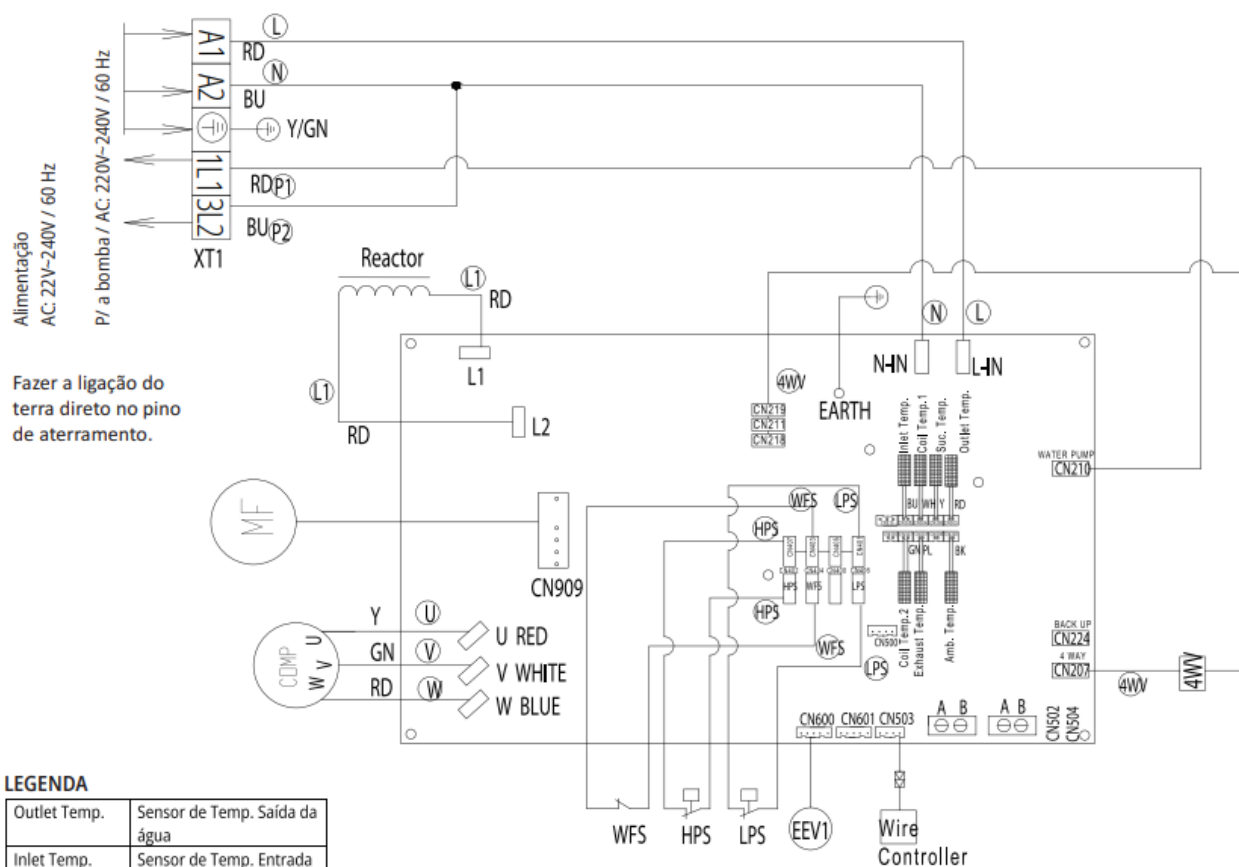 A1
L
RD
A2
N
BU
Y/GN
1L1
RD
P1
3L2
BU
P2
XT1
Alimentação
AC: 22V~240V / 60 Hz
P/ a bomba / AC: 220V~240V / 60 Hz
Fazer a ligação do
terra direto no pino
de aterramento.
Reactor
L1
RD
L1
L1
RD
L2
N
L
N-IN
L-IN
4WV
CN219
CN211
CN218
EARTH
Inlet Temp.
Coil Temp.1
Suc. Temp.
Outlet Temp.
WATER PUMP
CN210
BU
WH
Y
RD
GN
PL
BK
Coil Temp.2
Exhaust Temp.
Amb. Temp.
MF
CN909
WFS
LPS
HPS
HPS
WFS
LPS
HPS
WFS
LPS
CN500
BACK UP
CN224
4 WAY
CN207
4WV
4WV
COMP
U
V
W
Y
U
U RED
GN
V
V WHITE
RD
W
W BLUE
CN600
CN601
CN503
A B
A B
CN502
CN504
WFS
HPS
LPS
EEV1
Wire
Controller
LEGENDA
Outlet Temp.
Sensor de Temp. Saída da
água
Inlet Temp.
Sensor de Temp. Entrada